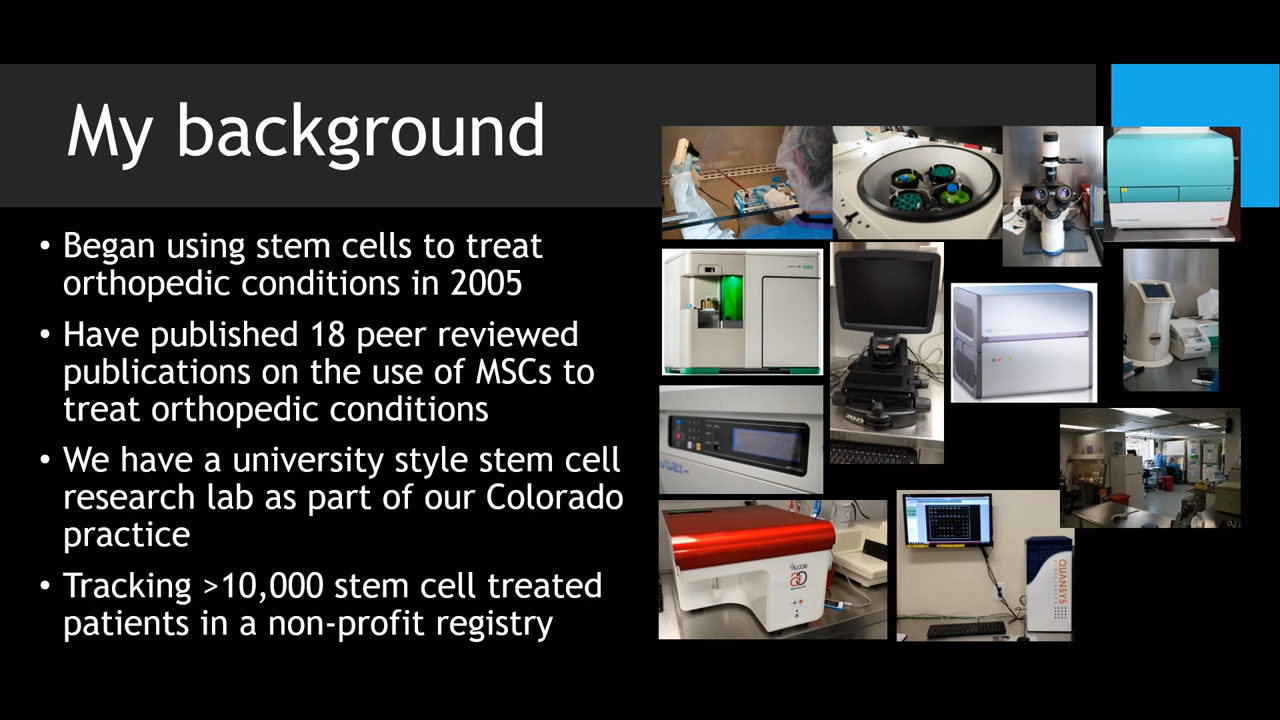 My background
• Began using stem cells to treat
orthopedic conditions in 2005
• Have published 18 peer reviewed
publications on the use of MSCs to
treat orthopedic conditions
• We have a university style stem cell
research lab as part of our Colorado
practice
• Tracking >10,000 stem cell treated
patients in a non-profit registry
QUANSYS